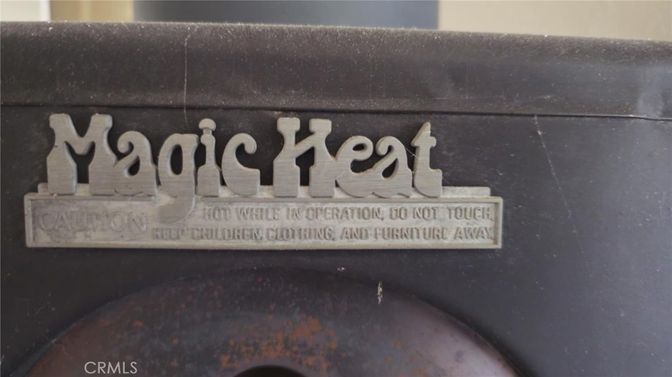 Magic Heat
CAUTION HOT WHILE IN OPERATION, DO NOT TOUCH.
KEEP CHILDREN, CLOTHING, AND FURNITURE AWAY.
CRMLS